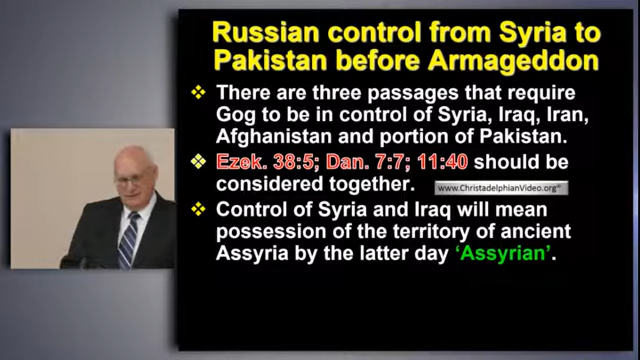 Russian control from Syria to
Pakistan before Armageddon
There are three passages that require
Gog to be in control of Syria, Iraq, Iran,
Afghanistan and portion of Pakistan.
Ezek. 38:5; Dan. 7:7; 11:40 should be
considered together.
www.ChristadelphianVideo.org
Control of Syria and Iraq will mean
possession of the territory of ancient
Assyria by the latter day ‘Assyrian’.